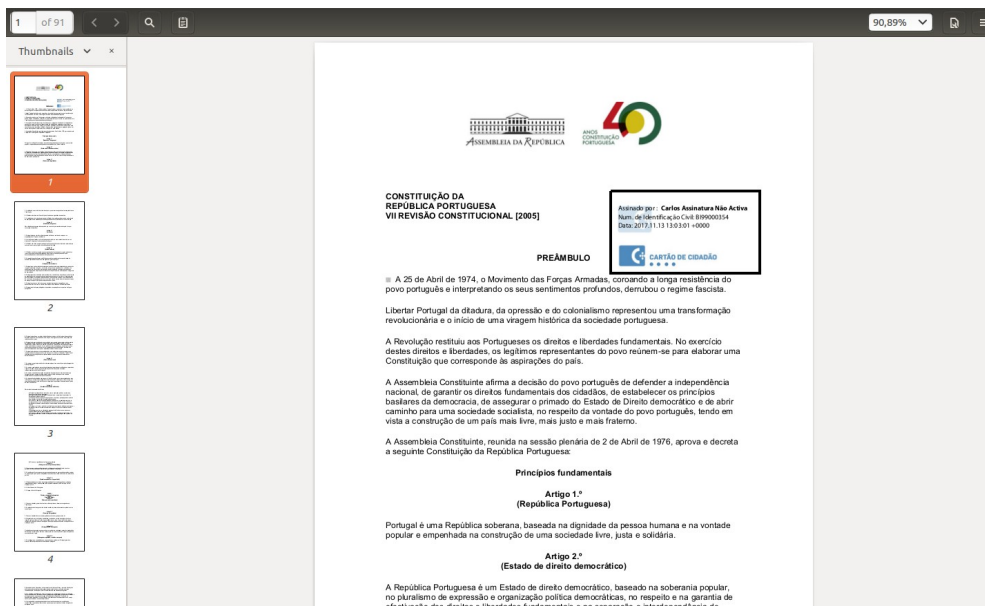 1 of 91
90,89%
Thumbnails
×
1
2
3
4
ASSEMBLEIA DA REPÚBLICA
40
ANOS
CONSTITUIÇÃO
PORTUGUESA
CONSTITUIÇÃO DA
REPÚBLICA PORTUGUESA
VII REVISÃO CONSTITUCIONAL [2005]
Assinado por : Carlos Assinatura Não Activa
Num. de Identificação Civil: BI99000354
Data: 2017.11.13 13:03:01 +0000
CARTÃO DE CIDADÃO
PREÂMBULO
A 25 de Abril de 1974, o Movimento das Forças Armadas, coroando a longa resistência do
povo português e interpretando os seus sentimentos profundos, derrubou o regime fascista.
Libertar Portugal da ditadura, da opressão e do colonialismo representou uma transformação
revolucionária e o início de uma viragem histórica da sociedade portuguesa.
A Revolução restituiu aos Portugueses os direitos e liberdades fundamentais. No exercício
destes direitos e liberdades, os legítimos representantes do povo reúnem-se para elaborar uma
Constituição que corresponde às aspirações do país.
A Assembleia Constituinte afirma a decisão do povo português de defender a independência
nacional, de garantir os direitos fundamentais dos cidadãos, de estabelecer os princípios
basilares da democracia, de assegurar o primado do Estado de Direito democrático e de abrir
caminho para uma sociedade socialista, no respeito da vontade do povo português, tendo em
vista a construção de um país mais livre, mais justo e mais fraterno.
A Assembleia Constituinte, reunida na sessão plenária de 2 de Abril de 1976, aprova e decreta
a seguinte Constituição da República Portuguesa:
Princípios fundamentais
Artigo 1.º
(República Portuguesa)
Portugal é uma República soberana, baseada na dignidade da pessoa humana e na vontade
popular e empenhada na construção de uma sociedade livre, justa e solidária.
Artigo 2.º
(Estado de direito democrático)
A República Portuguesa é um Estado de direito democrático, baseado na soberania popular,
no pluralismo de expressão e organização política democráticas, no respeito e na garantia de